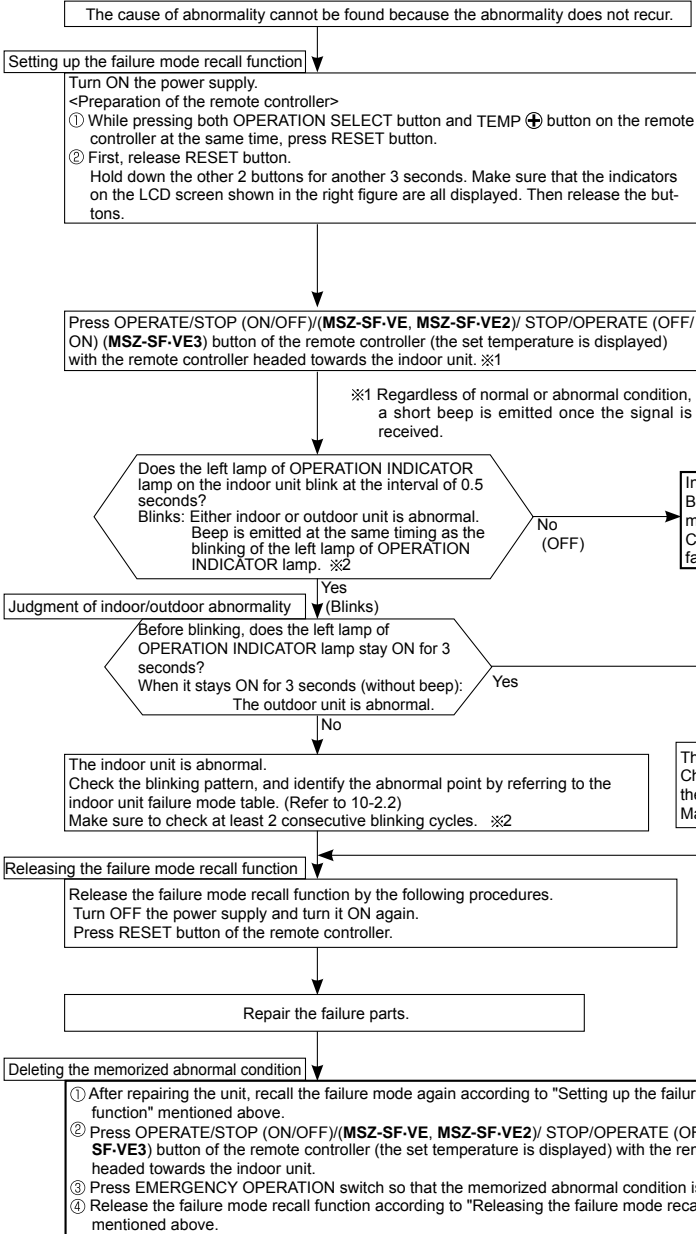 The cause of abnormality cannot be found because the abnormality does not recur.
Setting up the failure mode recall function
Turn ON the power supply.
<Preparation of the remote controller>
① While pressing both OPERATION SELECT button and TEMP ⊕ button on the remote
controller at the same time, press RESET button.
② First, release RESET button.
Hold down the other 2 buttons for another 3 seconds. Make sure that the indicators
on the LCD screen shown in the right figure are all displayed. Then release the but-
tons.
Press OPERATE/STOP (ON/OFF)/(MSZ-SF·VE, MSZ-SF·VE2)/ STOP/OPERATE (OFF/
ON) (MSZ-SF·VE3) button of the remote controller (the set temperature is displayed)
with the remote controller headed towards the indoor unit. ※1
※1 Regardless of normal or abnormal condition,
a short beep is emitted once the signal is
received.
Does the left lamp of OPERATION INDICATOR
lamp on the indoor unit blink at the interval of 0.5
seconds?
Blinks: Either indoor or outdoor unit is abnormal.
Beep is emitted at the same timing as the
blinking of the left lamp of OPERATION
INDICATOR lamp. ※2
No
(OFF)
Yes
(Blinks)
Judgment of indoor/outdoor abnormality
Before blinking, does the left lamp of
OPERATION INDICATOR lamp stay ON for 3
seconds?
When it stays ON for 3 seconds (without beep):
The outdoor unit is abnormal.
Yes
No
The indoor unit is abnormal.
Check the blinking pattern, and identify the abnormal point by referring to the
indoor unit failure mode table. (Refer to 10-2.2)
Make sure to check at least 2 consecutive blinking cycles. ※2
Releasing the failure mode recall function
Release the failure mode recall function by the following procedures.
Turn OFF the power supply and turn it ON again.
Press RESET button of the remote controller.
Repair the failure parts.
Deleting the memorized abnormal condition
① After repairing the unit, recall the failure mode again according to "Setting up the
function" mentioned above.
② Press OPERATE/STOP (ON/OFF)/(MSZ-SF·VE, MSZ-SF·VE2)/ STOP/OPERATE
SF·VE3) button of the remote controller (the set temperature is displayed) with the
headed towards the indoor unit.
③ Press EMERGENCY OPERATION switch so that the memorized abnormal condition
④ Release the failure mode recall function according to "Releasing the failure mode
mentioned above.